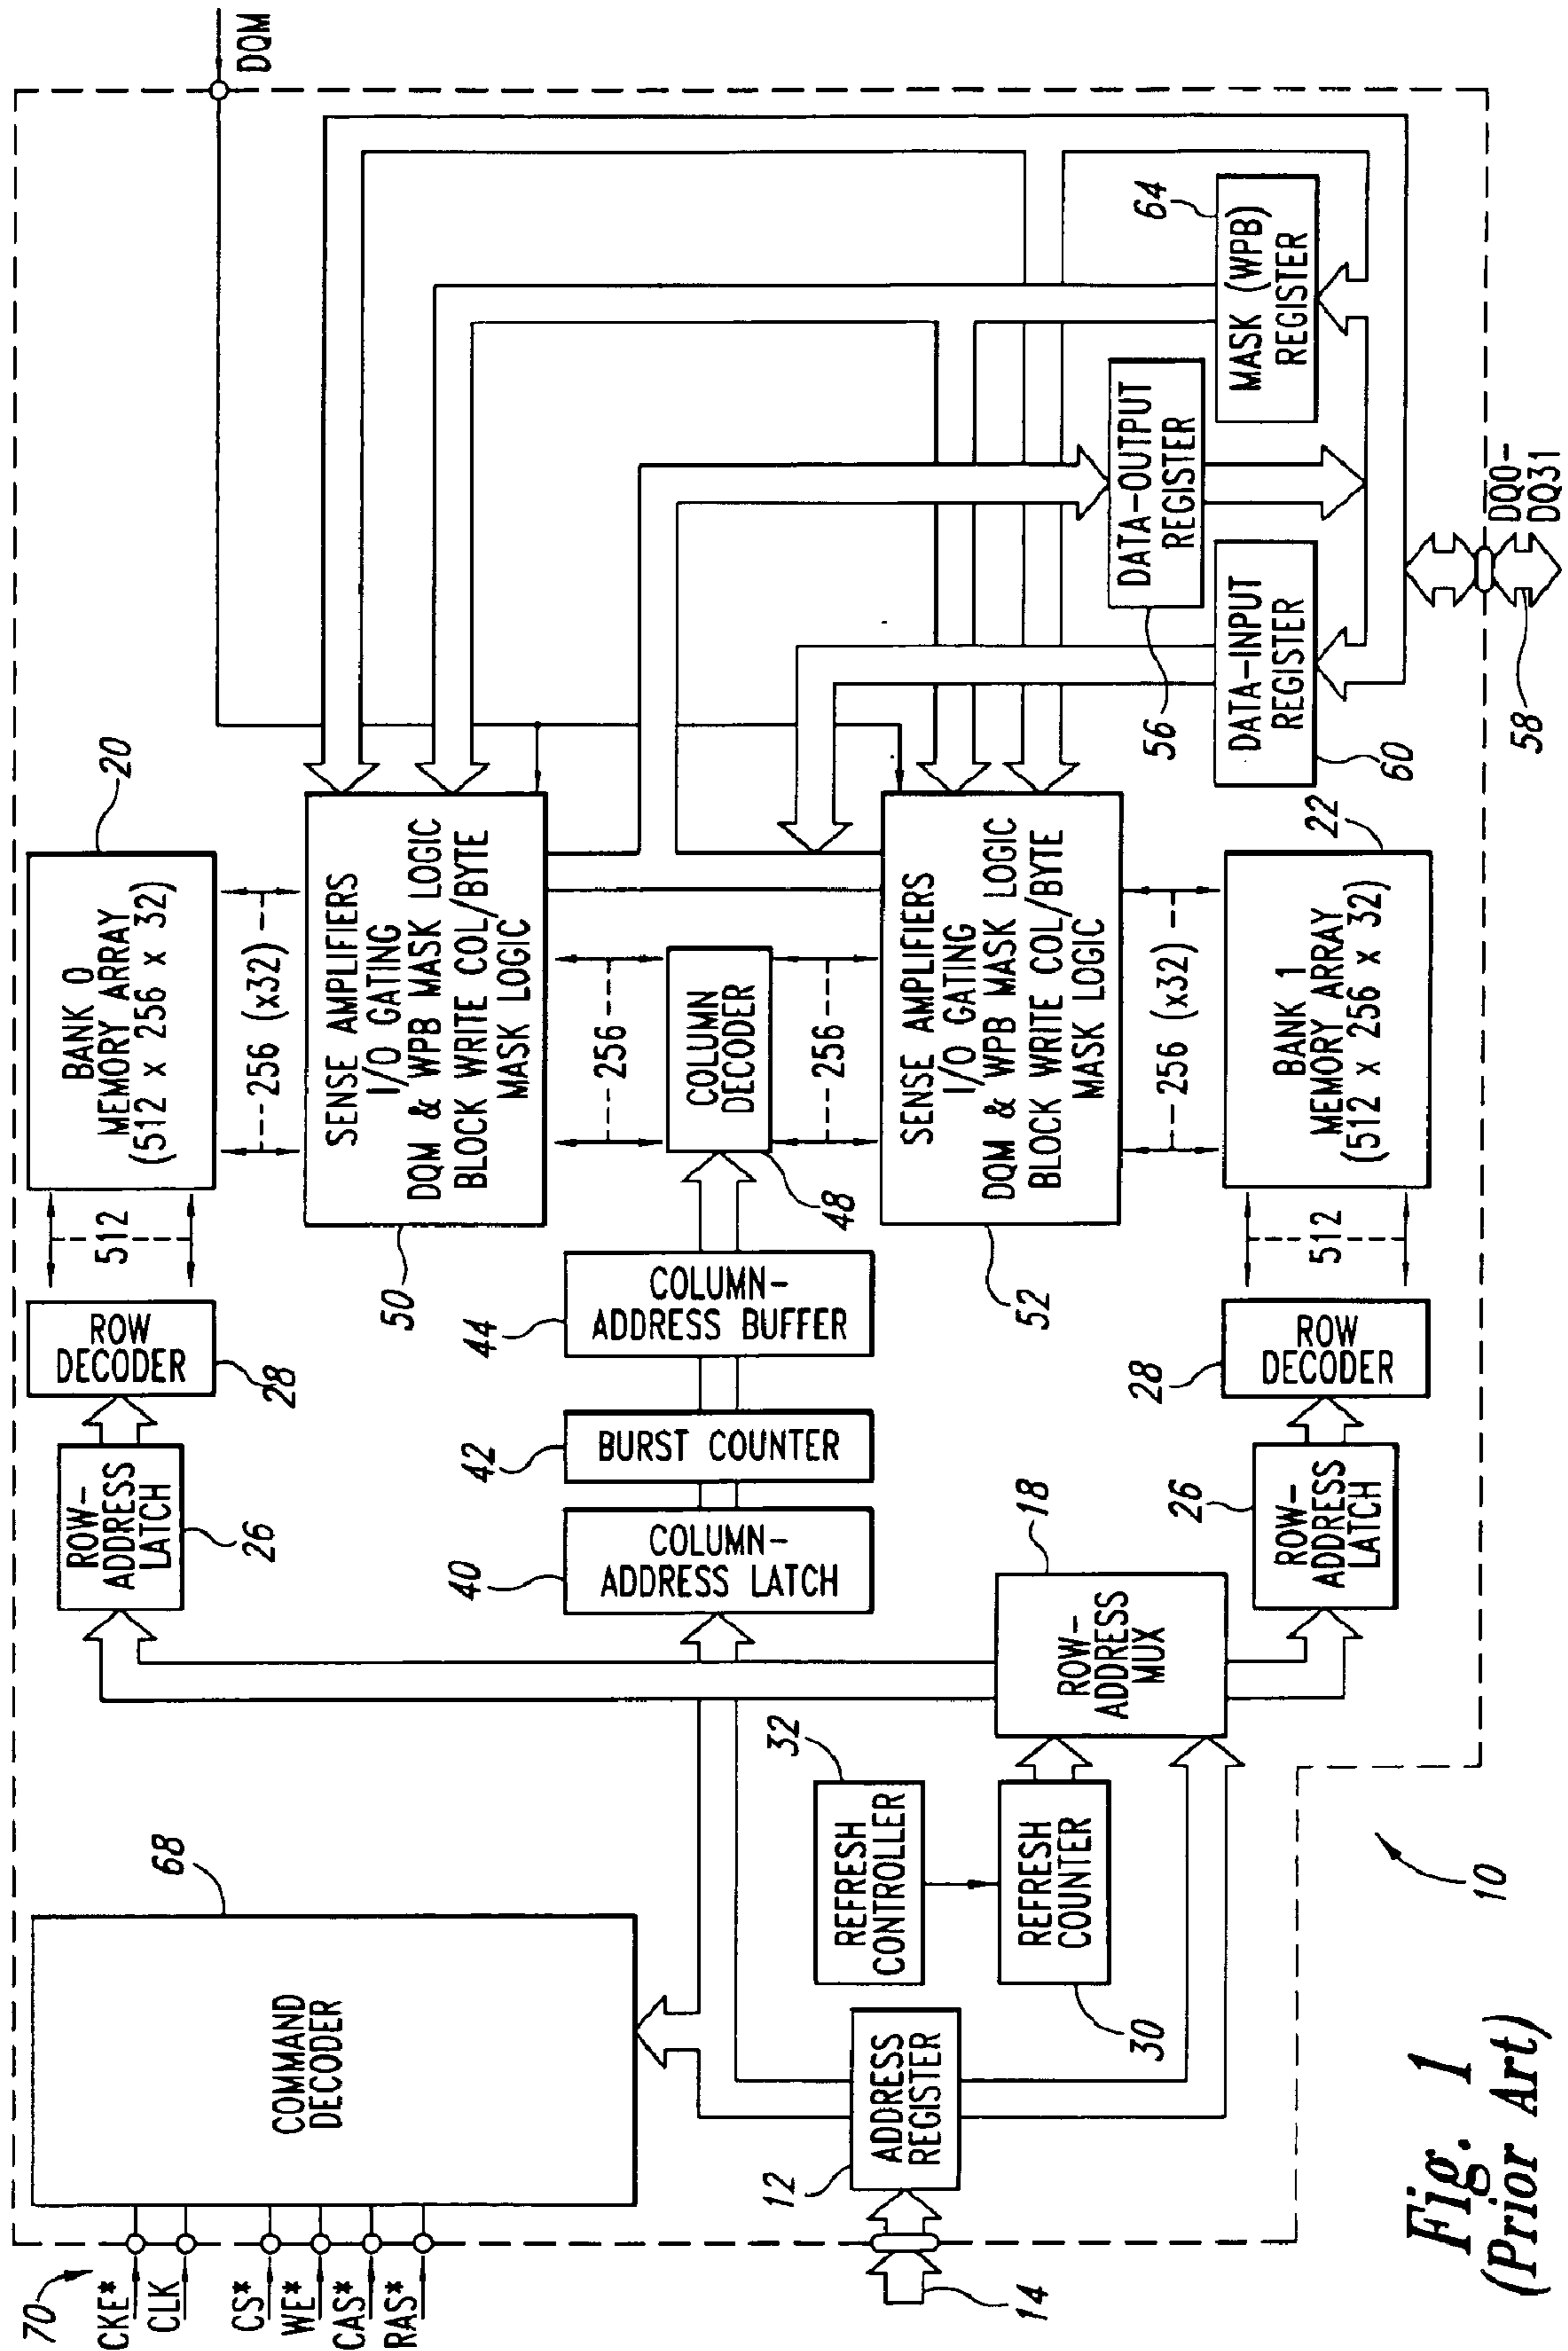 70
CKE*
CLK
CS*
WE*
CAS*
RAS*
COMMAND
DECODER
68
14
12
ADDRESS
REGISTER
REFRESH
CONTROLLER
32
REFRESH
COUNTER
30
ROW-
ADDRESS
MUX
18
ROW-
ADDRESS
LATCH
26
ROW
DECODER
28
512
BANK 0
MEMORY ARRAY
(512 x 256 x 32)
20
256 (x32)
SENSE AMPLIFIERS
I/O GATING
DQM & WPB MASK LOGIC
BLOCK WRITE COL/BYTE
MASK LOGIC
50
256
COLUMN-
ADDRESS LATCH
40
BURST COUNTER
42
COLUMN-
ADDRESS BUFFER
44
COLUMN
DECODER
48
256
SENSE AMPLIFIERS
I/O GATING
DQM & WPB MASK LOGIC
BLOCK WRITE COL/BYTE
MASK LOGIC
52
256 (x32)
ROW-
ADDRESS
LATCH
26
ROW
DECODER
28
512
BANK 1
MEMORY ARRAY
(512 x 256 x 32)
22
DQM
DATA-INPUT
REGISTER
60
DATA-OUTPUT
REGISTER
56
MASK (WPB)
REGISTER
64
DQ0-
DQ31
58
10
Fig. 1
(Prior Art)